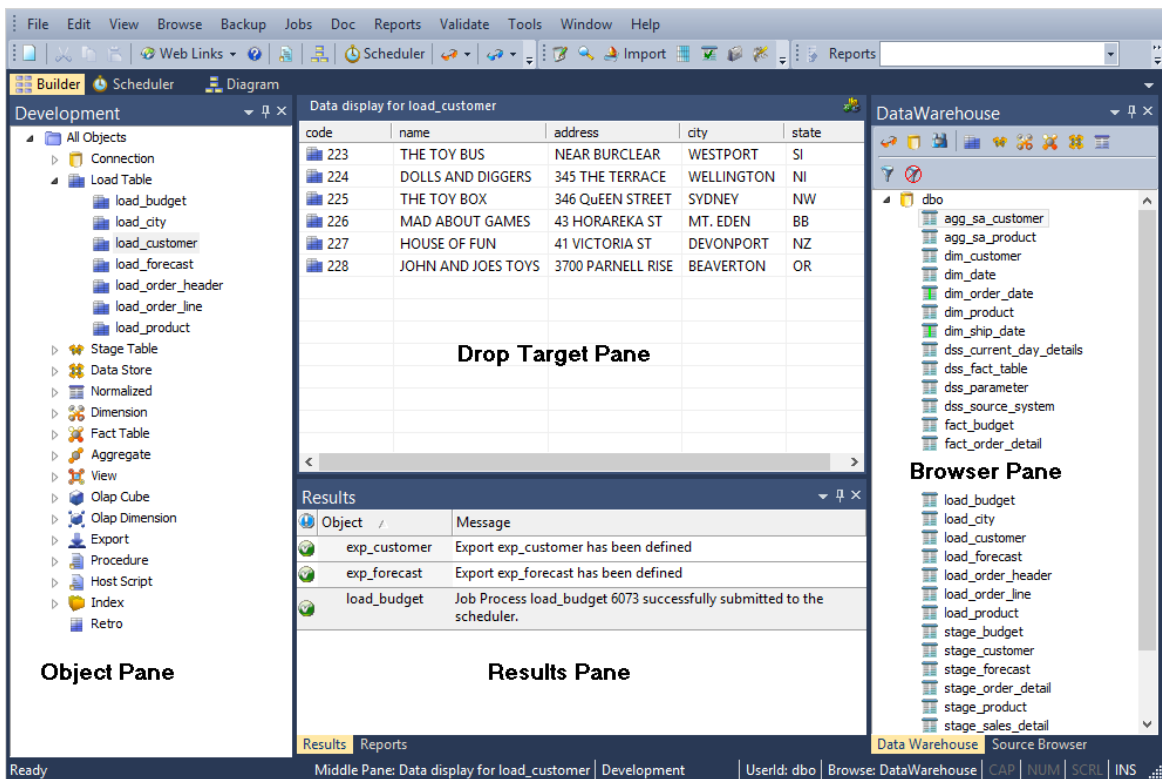 File Edit View Browse Backup Jobs Doc Reports Validate Tools Window Help
Web Links Scheduler Import Reports
Builder Scheduler Diagram
Development
All Objects
Connection
Load Table
load_budget
load_city
load_customer
load_forecast
load_order_header
load_order_line
load_product
Stage Table
Data Store
Normalized
Dimension
Fact Table
Aggregate
View
Olap Cube
Olap Dimension
Export
Procedure
Host Script
Index
Retro
Object Pane
Data display for load_customer
code name address city state
223 THE TOY BUS NEAR BURCLEAR WESTPORT SI
224 DOLLS AND DIGGERS 345 THE TERRACE WELLINGTON NI
225 THE TOY BOX 346 QuEEN STREET SYDNEY NW
226 MAD ABOUT GAMES 43 HORAREKA ST MT. EDEN BB
227 HOUSE OF FUN 41 VICTORIA ST DEVONPORT NZ
228 JOHN AND JOES TOYS 3700 PARNELL RISE BEAVERTON OR
Drop Target Pane
Results
Object Message
exp_customer Export exp_customer has been defined
exp_forecast Export exp_forecast has been defined
load_budget Job Process load_budget 6073 successfully submitted to the
scheduler.
Results Pane
Results Reports
DataWarehouse
dbo
agg_sa_customer
agg_sa_product
dim_customer
dim_date
dim_order_date
dim_product
dim_ship_date
dss_current_day_details
dss_fact_table
dss_parameter
dss_source_system
fact_budget
fact_order_detail
Browser Pane
load_budget
load_city
load_customer
load_forecast
load_order_header
load_order_line
load_product
stage_budget
stage_customer
stage_forecast
stage_order_detail
stage_product
stage_sales_detail
Data Warehouse Source Browser
Ready Middle Pane: Data display for load_customer Development UserId: dbo Browse: DataWarehouse CAP NUM SCRL INS